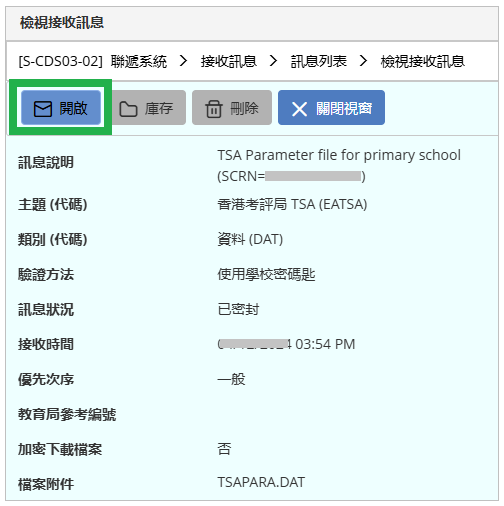 檢視接收訊息
[S-CDS03-02] 聯遞系統 > 接收訊息 > 訊息列表 > 檢視接收訊息
開啟 庫存 刪除 關閉視窗
訊息說明 TSA Parameter file for primary school
(SCRN= )
主題 (代碼) 香港考評局 TSA (EATSA)
類別 (代碼) 資料 (DAT)
驗證方法 使用學校密碼匙
訊息狀況 已密封
接收時間 03:54 PM
優先次序 一般
教育局參考編號
加密下載檔案 否
檔案附件 TSAPARA.DAT